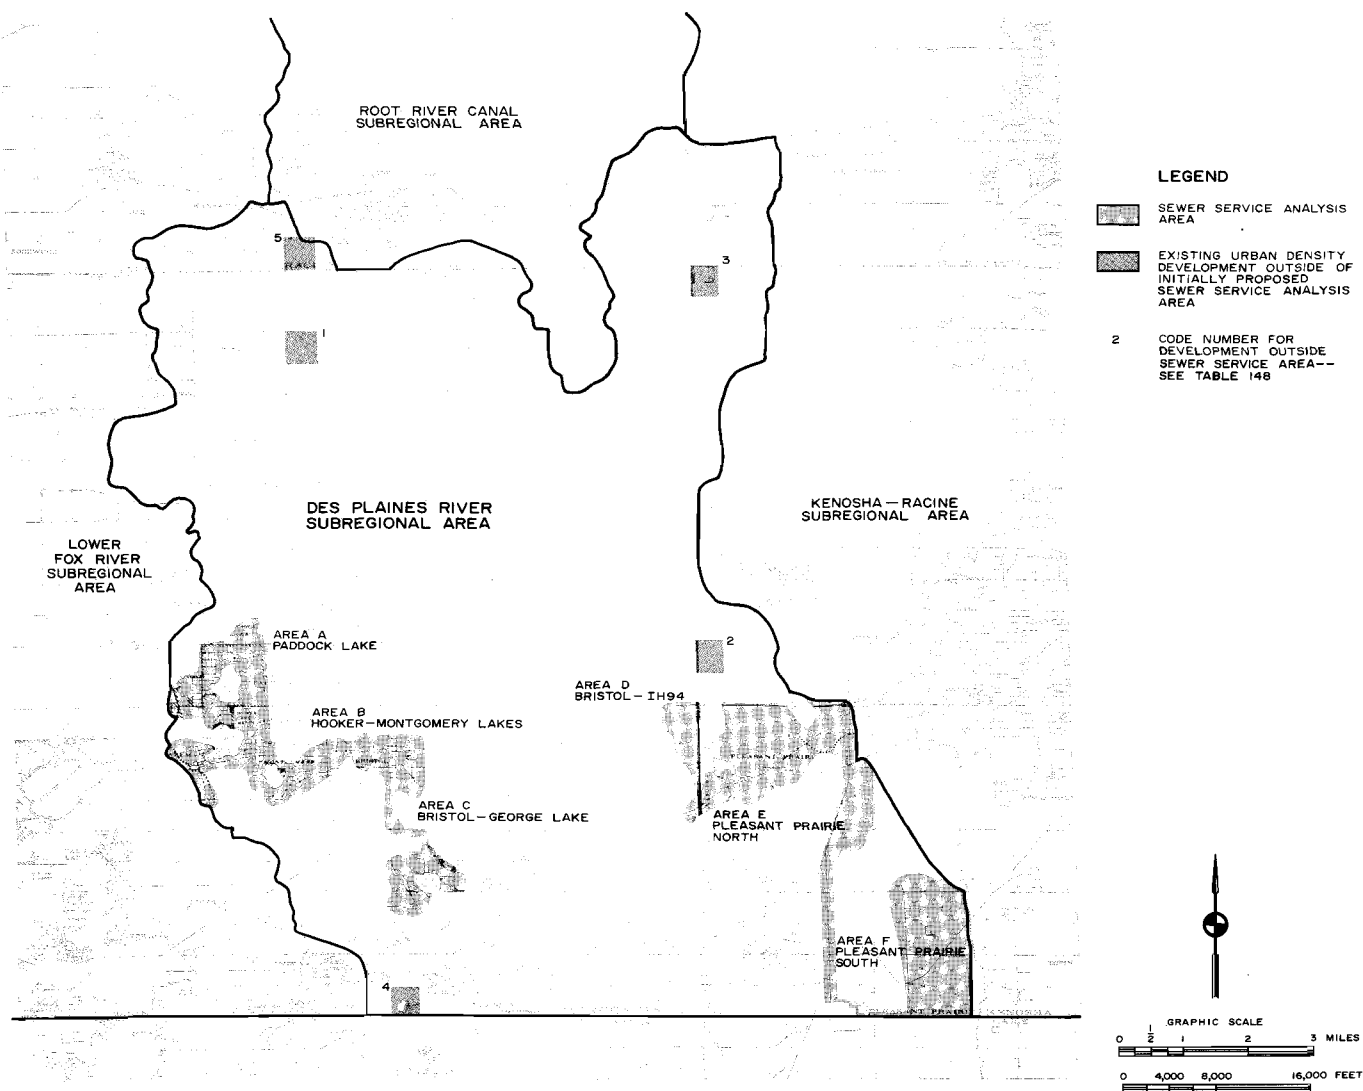 ROOT RIVER CANAL
SUBREGIONAL AREA
LEGEND
SEWER SERVICE ANALYSIS
AREA
EXISTING URBAN DENSITY
DEVELOPMENT OUTSIDE OF
INITIALLY PROPOSED
SEWER SERVICE ANALYSIS
AREA
2
CODE NUMBER FOR
DEVELOPMENT OUTSIDE
SEWER SERVICE AREA--
SEE TABLE 148
5
3
1
DES PLAINES RIVER
SUBREGIONAL AREA
KENOSHA-RACINE
SUBREGIONAL AREA
LOWER
FOX RIVER
SUBREGIONAL
AREA
AREA A
PADDOCK LAKE
2
AREA D
BRISTOL-IH94
AREA B
HOOKER-MONTGOMERY LAKES
PLEASANT PRAIRIE
AREA C
BRISTOL-GEORGE LAKE
AREA E
PLEASANT PRAIRIE
NORTH
AREA F
PLEASANT PRAIRIE
SOUTH
4
GRAPHIC SCALE
0 1/2 1 2 3 MILES
0 4,000 8,000 16,000 FEET